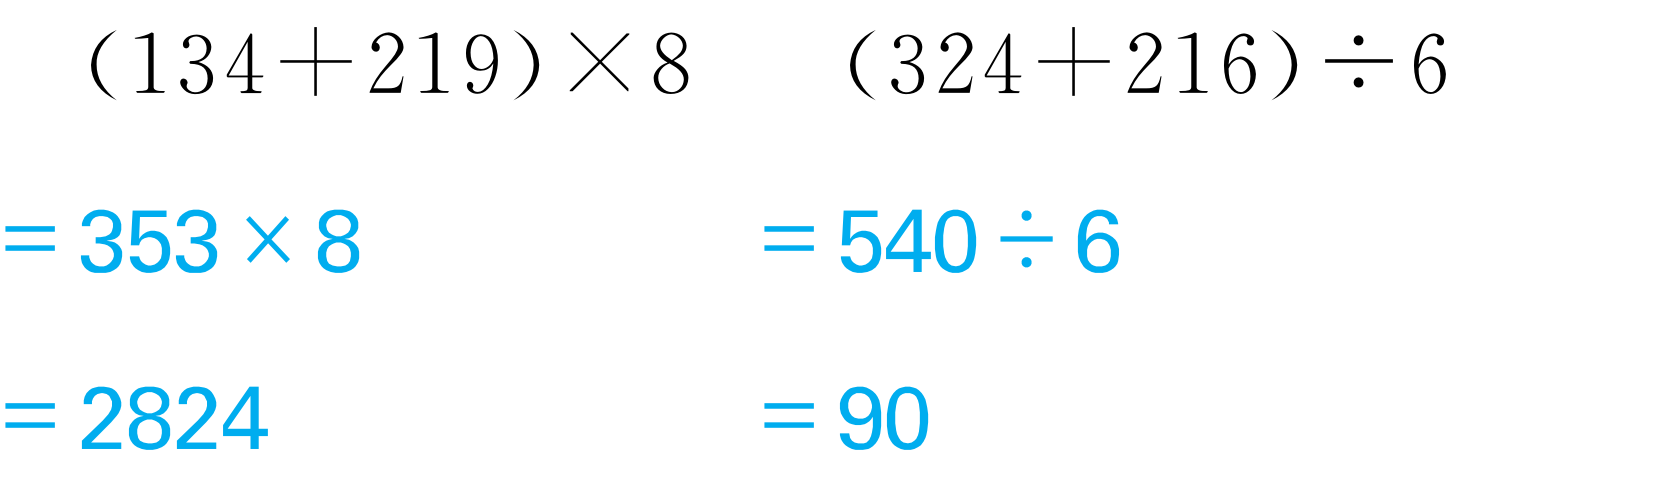 (134+219)×8 (324+216)÷6
=353×8 =540÷6
=2824 =90